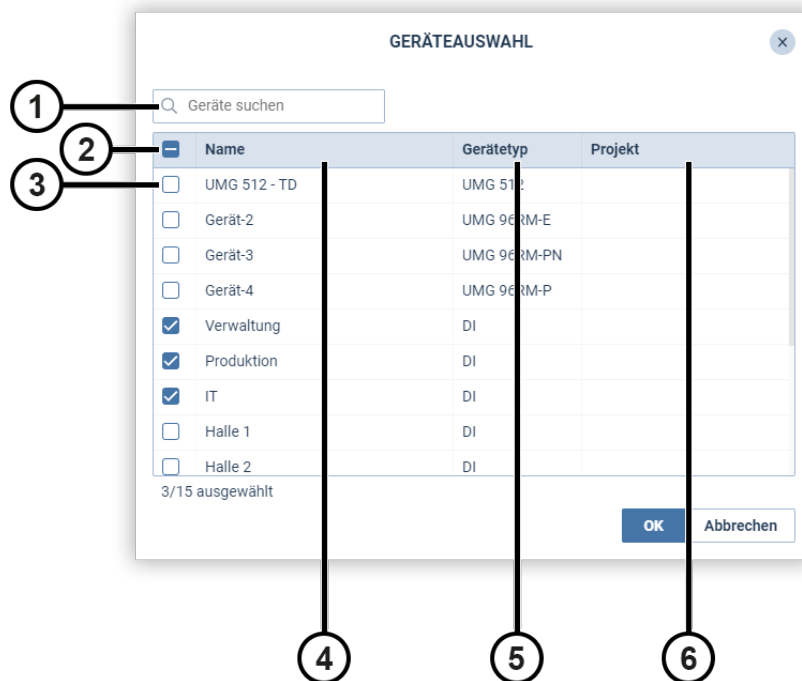 GERÄTEAUSWAHL
1 Geräte suchen
2 Name Gerätetyp Projekt
3 UMG 512 - TD UMG 512
Gerät-2 UMG 96RM-E
Gerät-3 UMG 96RM-PN
Gerät-4 UMG 96RM-P
Verwaltung DI
Produktion DI
IT DI
Halle 1 DI
Halle 2 DI
3/15 ausgewählt
OK Abbrechen
4 5 6